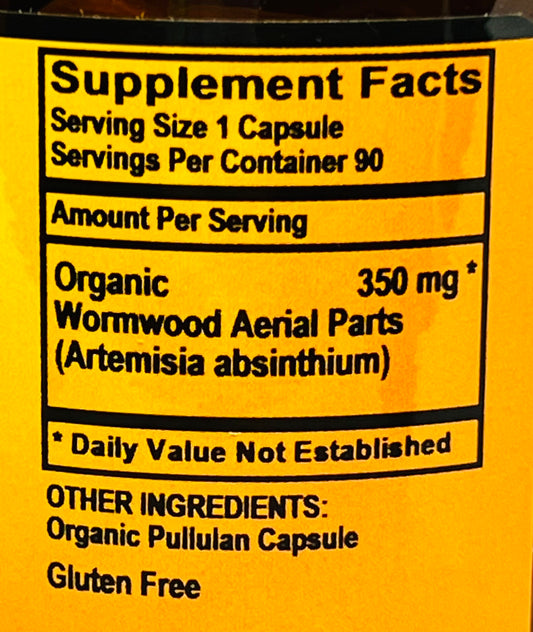 Supplement Facts
Serving Size 1 Capsule
Servings Per Container 90
Amount Per Serving
Organic 350 mg *
Wormwood Aerial Parts
(Artemisia absinthium)
* Daily Value Not Established
OTHER INGREDIENTS:
Organic Pullulan Capsule
Gluten Free